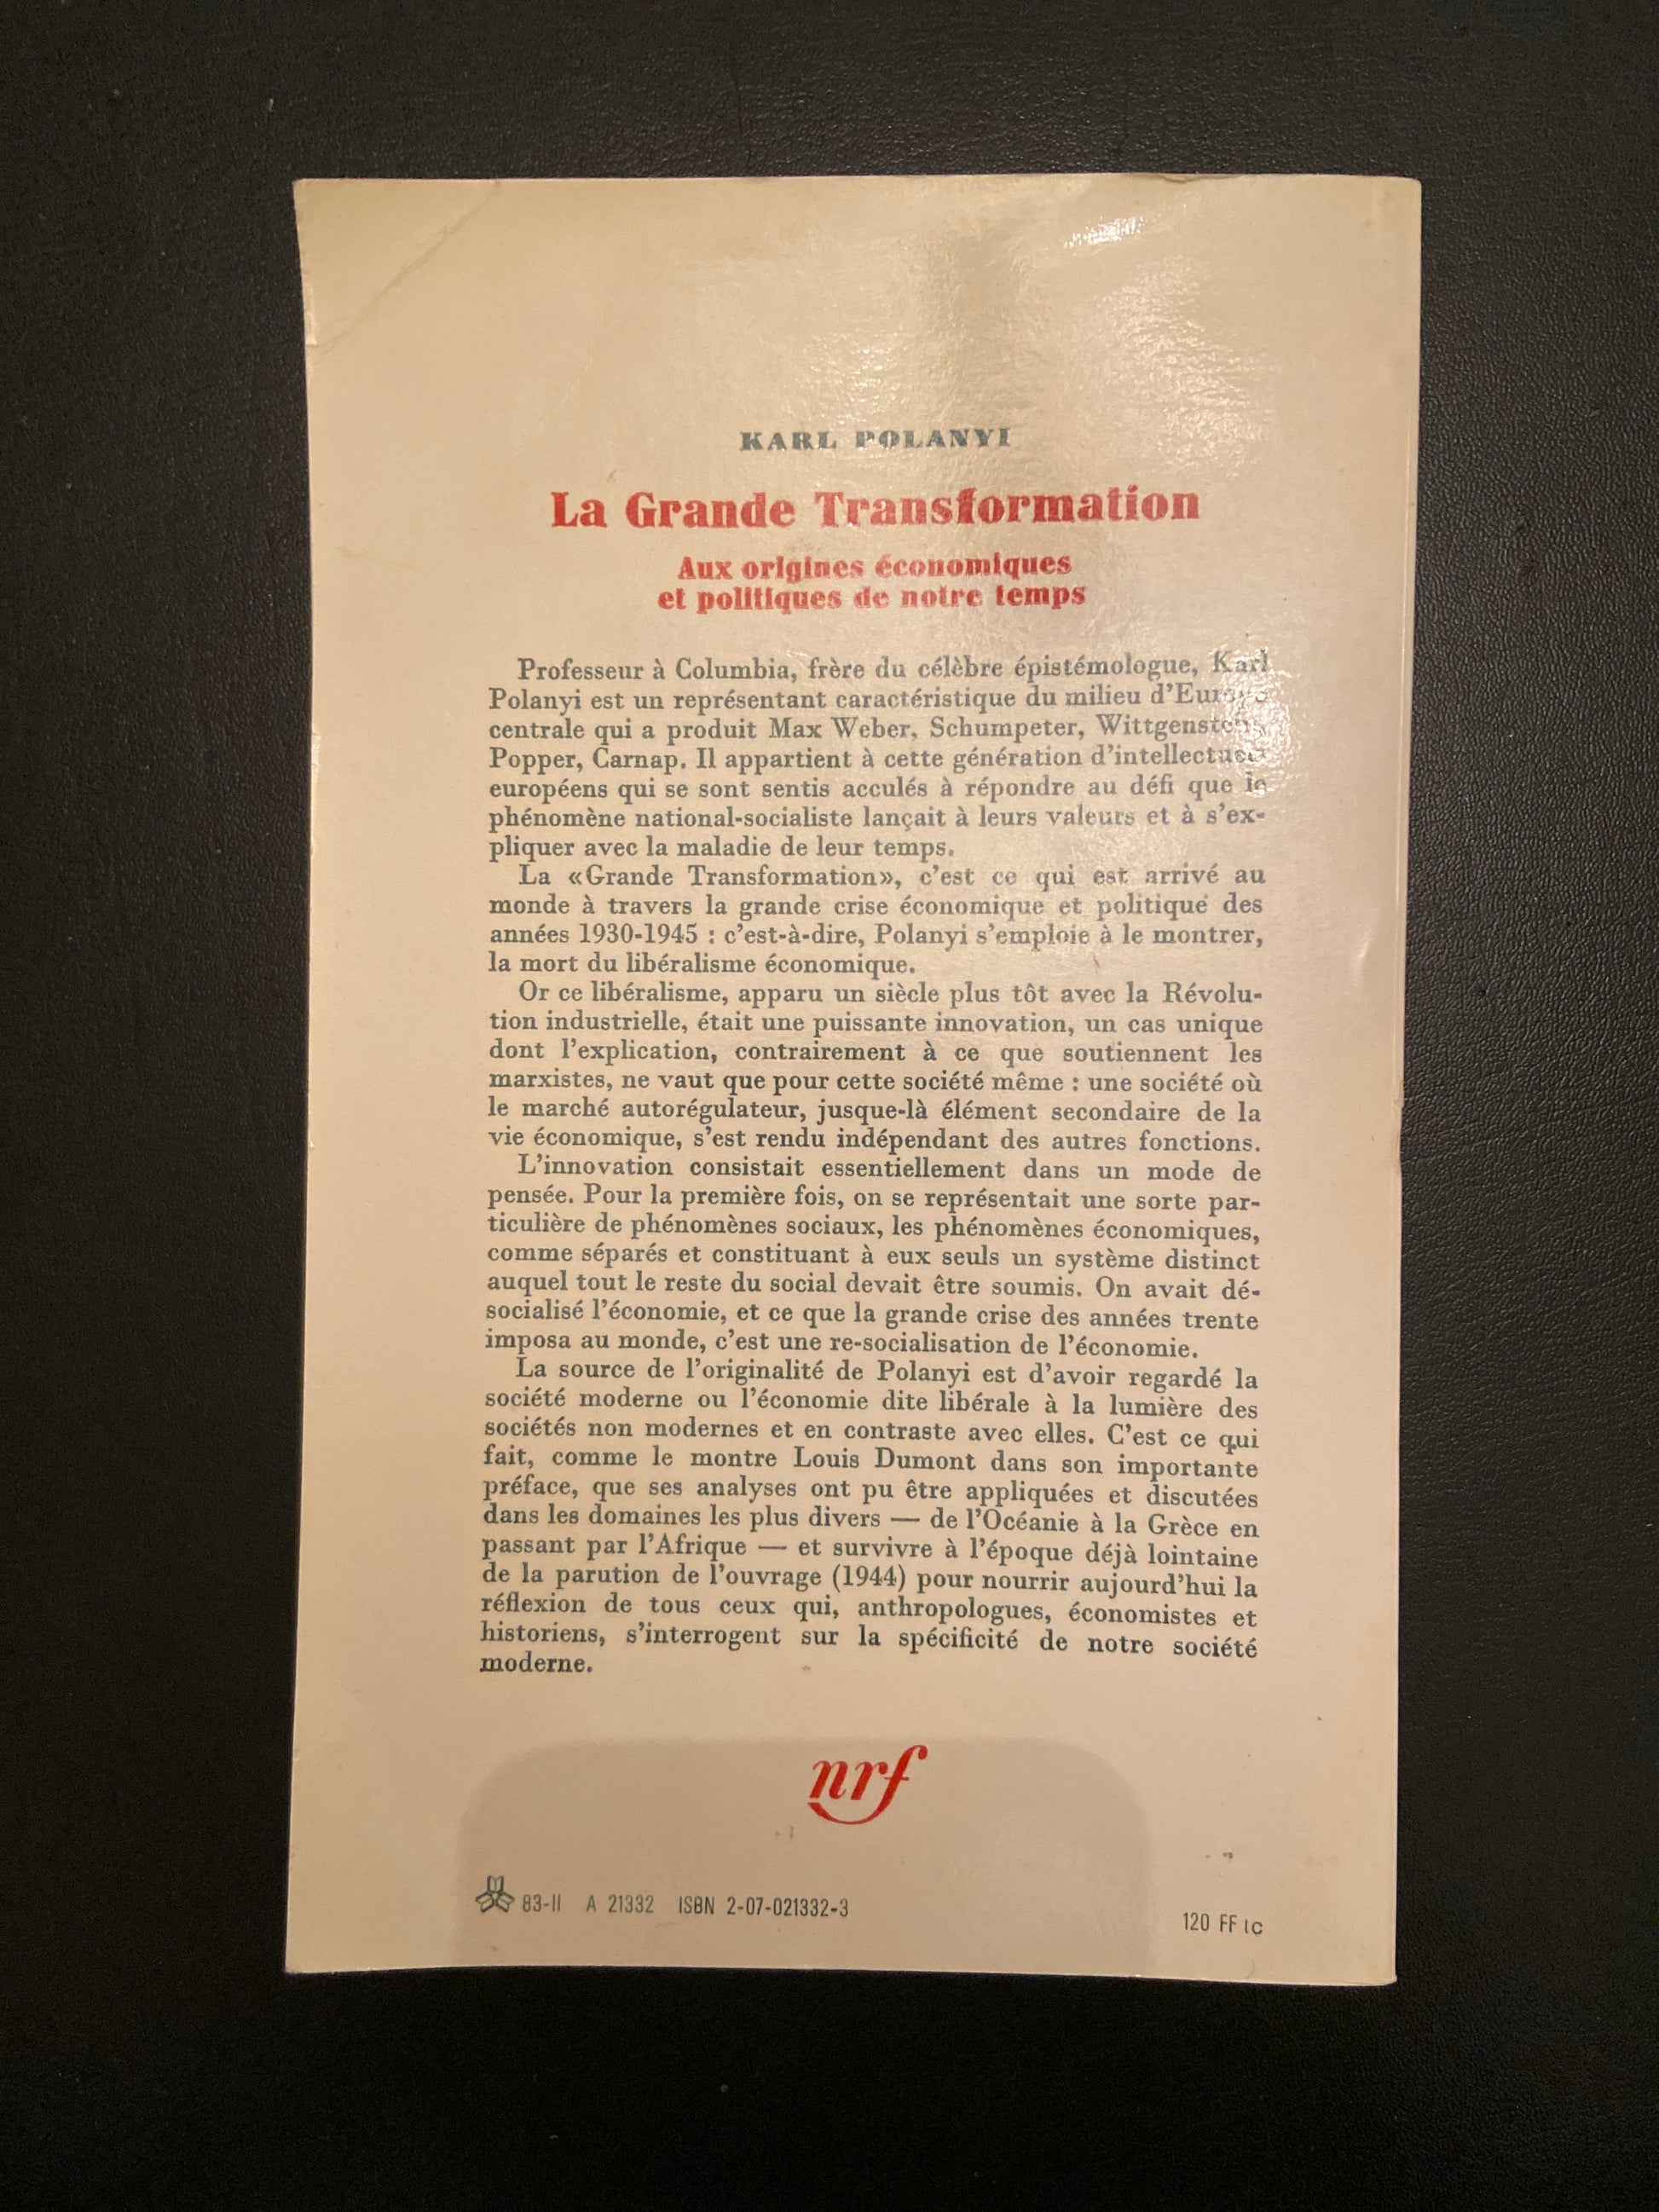 KARL POLANYI
La Grande Transformation
Aux origines économiques
et politiques de notre temps
Professeur à Columbia, frère du célèbre épistémologue, Karl
Polanyi est un représentant caractéristique du milieu d'Europe
centrale qui a produit Max Weber, Schumpeter, Wittgenstein,
Popper, Carnap. Il appartient à cette génération d'intellectuels
européens qui se sont sentis acculés à répondre au défi que le
phénomène national-socialiste lançait à leurs valeurs et à s'ex-
pliquer avec la maladie de leur temps.
La «Grande Transformation», c'est ce qui est arrivé au
monde à travers la grande crise économique et politique des
années 1930-1945 : c'est-à-dire, Polanyi s'emploie à le montrer,
la mort du libéralisme économique.
Or ce libéralisme, apparu un siècle plus tôt avec la Révolu-
tion industrielle, était une puissante innovation, un cas unique
dont l'explication, contrairement à ce que soutiennent les
marxistes, ne vaut que pour cette société même : une société où
le marché autorégulateur, jusque-là élément secondaire de la
vie économique, s'est rendu indépendant des autres fonctions.
L'innovation consistait essentiellement dans un mode de
pensée. Pour la première fois, on se représentait une sorte par-
ticulière de phénomènes sociaux, les phénomènes économiques,
comme séparés et constituant à eux seuls un système distinct
auquel tout le reste du social devait être soumis. On avait dé-
socialisé l'économie, et ce que la grande crise des années trente
imposa au monde, c'est une re-socialisation de l'économie.
La source de l'originalité de Polanyi est d'avoir regardé la
société moderne ou l'économie dite libérale à la lumière des
sociétés non modernes et en contraste avec elles. C'est ce qui
fait, comme le montre Louis Dumont dans son importante
préface, que ses analyses ont pu être appliquées et discutées
dans les domaines les plus divers — de l'Océanie à la Grèce en
passant par l'Afrique — et survivre à l'époque déjà lointaine
de la parution de l'ouvrage (1944) pour nourrir aujourd'hui la
réflexion de tous ceux qui, anthropologues, économistes et
historiens, s'interrogent sur la spécificité de notre société
moderne.
nrf
83-II A 21332 ISBN 2-07-021332-3
120 FF tc